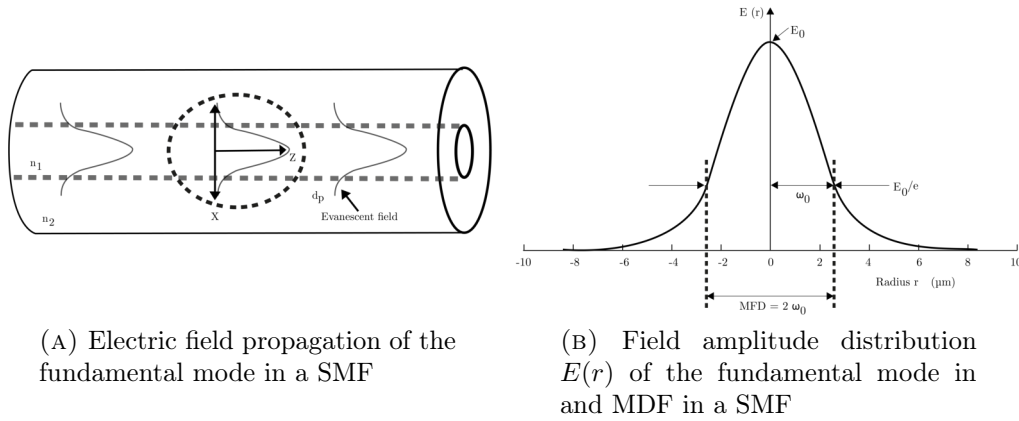 n1
n2
X
Z
dp
Evanescent field
E (r)
E0
E0/e
ω0
-10
-8
-6
-4
-2
0
2
4
6
8
10
Radius r (µm)
MFD = 2 ω0
(A) Electric field propagation of the
fundamental mode in a SMF
(B) Field amplitude distribution
E(r) of the fundamental mode in
and MDF in a SMF